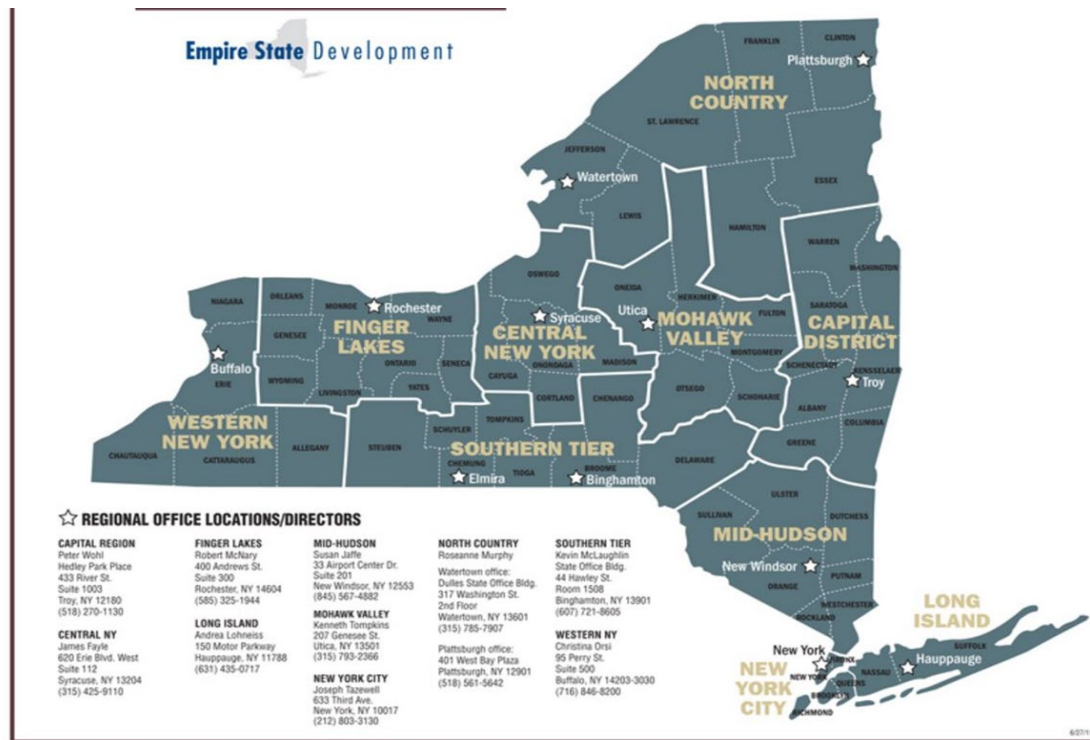 Empire State Development
FRANKLIN
CLINTON
Plattsburgh
NORTH
COUNTRY
ST. LAWRENCE
JEFFERSON
Watertown
ESSEX
LEWIS
HAMILTON
WARREN
WASHINGTON
OSWEGO
ONEIDA
HERKIMER
FULTON
SARATOGA
NIAGARA
ORLEANS
MONROE
Rochester
WAYNE
Syracuse
Utica
MOHAWK
VALLEY
CAPITAL
DISTRICT
GENESEE
FINGER
LAKES
CENTRAL
NEW YORK
MONTGOMERY
SCHENECTADY
RENSSELAER
ONTARIO
SENECA
CAYUGA
ONONDAGA
MADISON
Buffalo
ERIE
WYOMING
LIVINGSTON
YATES
CORTLAND
CHENANGO
OTSEGO
SCHOHARIE
Troy
ALBANY
COLUMBIA
GREENE
WESTERN
NEW YORK
CHAUTAUQUA
CATTARAUGUS
ALLEGANY
STEUBEN
SCHUYLER
TOMPKINS
SOUTHERN TIER
CHEMUNG
Elmira
TIOGA
BROOME
Binghamton
DELAWARE
ULSTER
SULLIVAN
DUTCHESS
MID-HUDSON
New Windsor
ORANGE
PUTNAM
WESTCHESTER
ROCKLAND
LONG
ISLAND
SUFFOLK
New York
BRONX
NEW YORK
NASSAU
Hauppauge
QUEENS
BROOKLYN
RICHMOND
NEW
YORK
CITY
REGIONAL OFFICE LOCATIONS/DIRECTORS
CAPITAL REGION
Peter Wohl
Hedley Park Place
433 River St.
Suite 1003
Troy, NY 12180
(518) 270-1130
CENTRAL NY
James Fayle
620 Erie Blvd. West
Suite 112
Syracuse, NY 13204
(315) 425-9110
FINGER LAKES
Robert McNary
400 Andrews St.
Suite 300
Rochester, NY 14604
(585) 325-1944
LONG ISLAND
Andrea Lohneiss
150 Motor Parkway
Hauppauge, NY 11788
(631) 435-0717
MID-HUDSON
Susan Jaffe
33 Airport Center Dr.
Suite 201
New Windsor, NY 12553
(845) 567-4882
MOHAWK VALLEY
Kenneth Tompkins
207 Genesee St.
Utica, NY 13501
(315) 793-2366
NEW YORK CITY
Joseph Tazewell
633 Third Ave.
New York, NY 10017
(212) 803-3130
NORTH COUNTRY
Roseanne Murphy
Watertown office:
Dulles State Office Bldg.
317 Washington St.
2nd Floor
Watertown, NY 13601
(315) 785-7907
Plattsburgh office:
401 West Bay Plaza
Plattsburgh, NY 12901
(518) 561-5642
SOUTHERN TIER
Kevin McLaughlin
State Office Bldg.
44 Hawley St.
Room 1508
Binghamton, NY 13901
(607) 721-8605
WESTERN NY
Christina Orsi
95 Perry St.
Suite 500
Buffalo, NY 14203-3030
(716) 846-8200
6/27/1